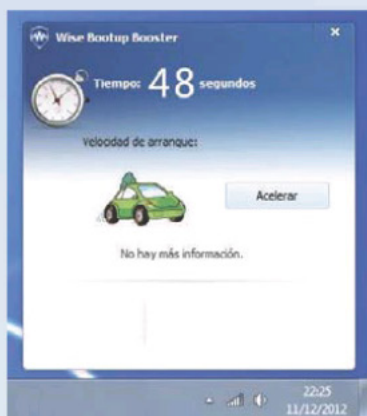 Wise Bootup Booster
Tiempo: 48 segundos
Velocidad de arranque:
Acelerar
No hay más información.
22:25
11/12/2012